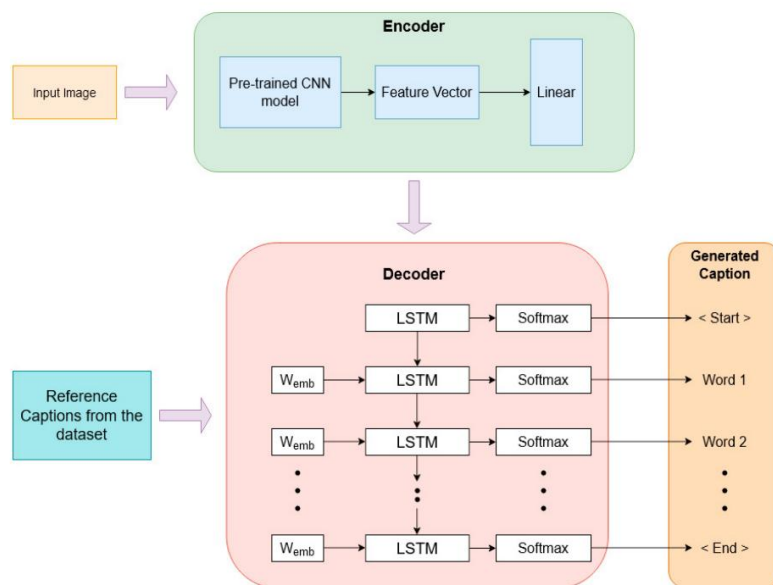 Encoder
Input Image
Pre-trained CNN
model
Feature Vector
Linear
Decoder
Generated
Caption
LSTM
Softmax
< Start >
Reference
Captions from the
dataset
Wemb
LSTM
Softmax
Word 1
Wemb
LSTM
Softmax
Word 2
Wemb
LSTM
Softmax
< End >